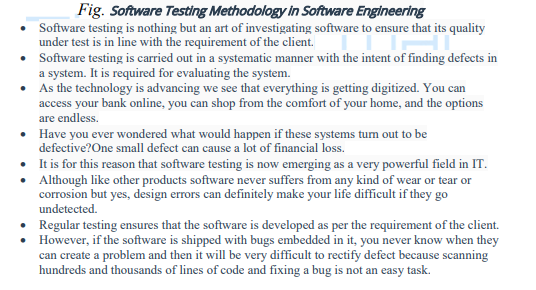 Fig. Software Testing Methodology in Software Engineering
• Software testing is nothing but an art of investigating software to ensure that its quality
under test is in line with the requirement of the client.
• Software testing is carried out in a systematic manner with the intent of finding defects in
a system. It is required for evaluating the system.
• As the technology is advancing we see that everything is getting digitized. You can
access your bank online, you can shop from the comfort of your home, and the options
are endless.
• Have you ever wondered what would happen if these systems turn out to be
defective?One small defect can cause a lot of financial loss.
• It is for this reason that software testing is now emerging as a very powerful field in IT.
• Although like other products software never suffers from any kind of wear or tear or
corrosion but yes, design errors can definitely make your life difficult if they go
undetected.
• Regular testing ensures that the software is developed as per the requirement of the client.
• However, if the software is shipped with bugs embedded in it, you never know when they
can create a problem and then it will be very difficult to rectify defect because scanning
hundreds and thousands of lines of code and fixing a bug is not an easy task.